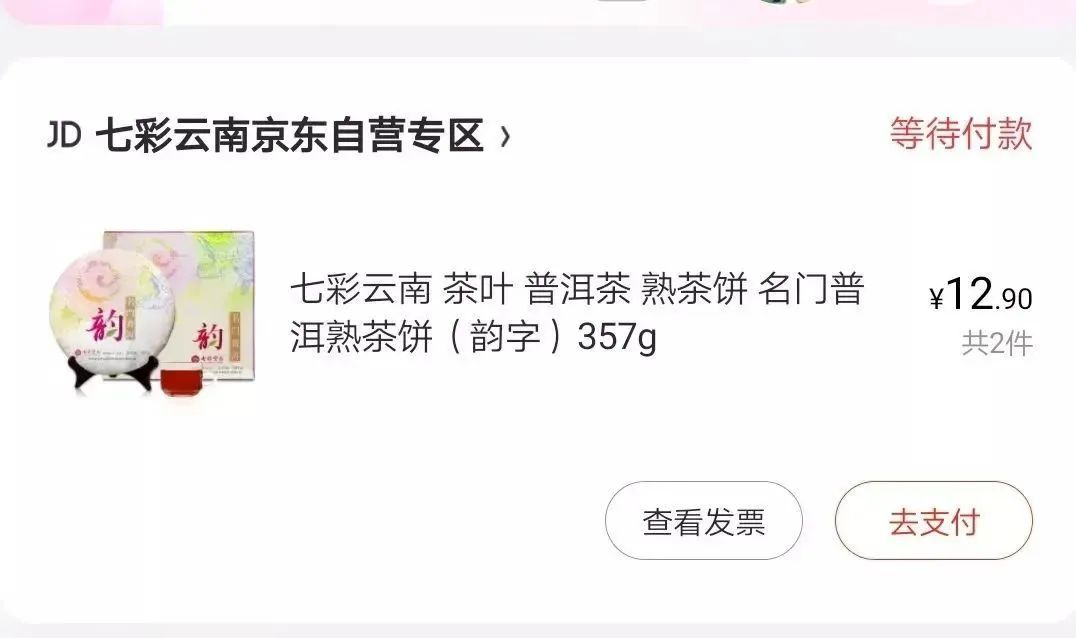 JD 七彩云南京东自营专区 ›
等待付款
韵
韵
七彩云南 茶叶 普洱茶 熟茶饼 名门普
洱熟茶饼（韵字）357g
¥12.90
共2件
查看发票
去支付